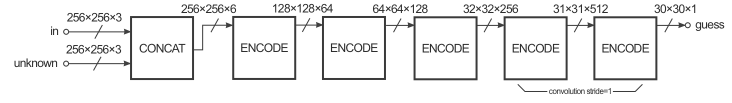 256×256×3
in
256×256×3
unknown
CONCAT
256×256×6
ENCODE
128×128×64
ENCODE
64×64×128
ENCODE
32×32×256
ENCODE
31×31×512
ENCODE
30×30×1
guess
convolution stride=1